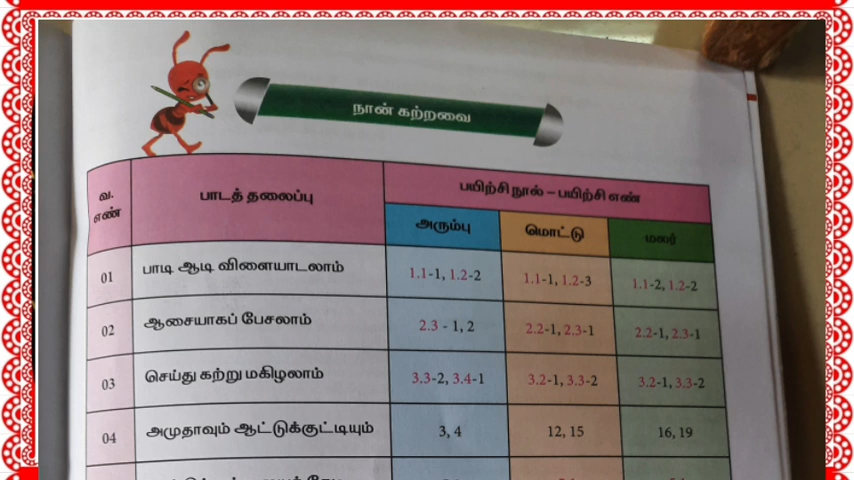 நான் கற்றவை
வ. எண் பாடத் தலைப்பு பயிற்சி நூல் – பயிற்சி எண்
அரும்பு மொட்டு மலர்
01 பாடி ஆடி விளையாடலாம் 1.1-1, 1.2-2 1.1-1, 1.2-3 1.1-2, 1.2-2
02 ஆசையாகப் பேசலாம் 2.3 - 1, 2 2.2-1, 2.3-1 2.2-1, 2.3-1
03 செய்து கற்று மகிழலாம் 3.3-2, 3.4-1 3.2-1, 3.3-2 3.2-1, 3.3-2
04 அமுதாவும் ஆட்டுக்குட்டியும் 3, 4 12, 15 16, 19